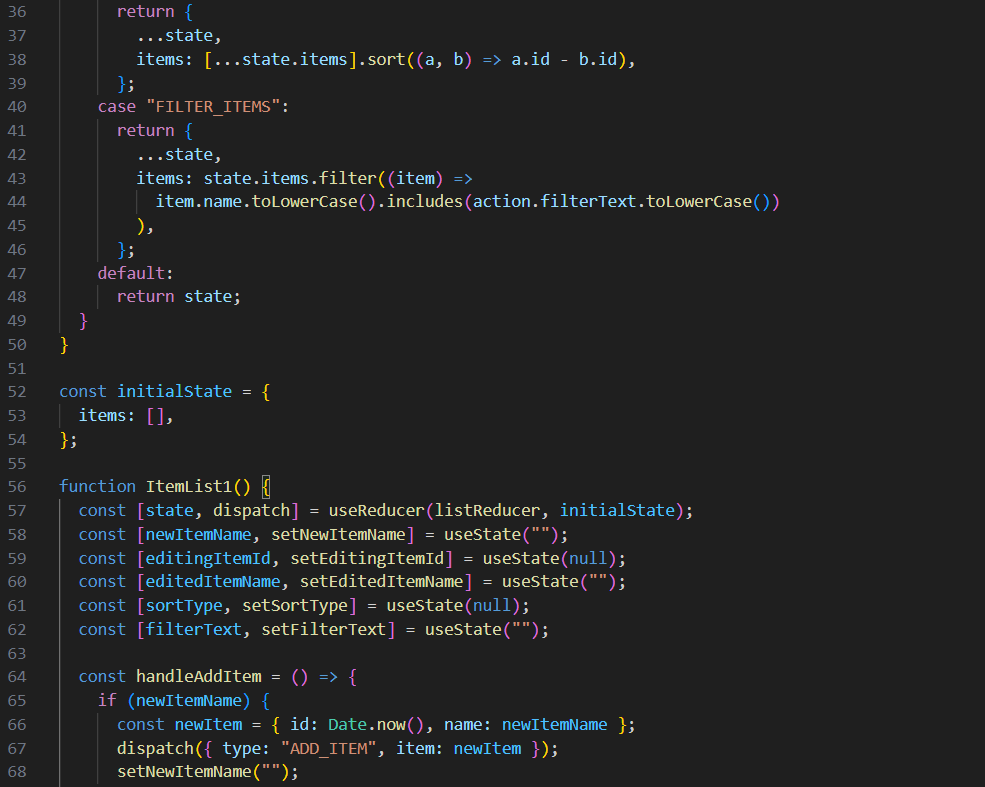 36 return {
37 ...state,
38 items: [...state.items].sort((a, b) => a.id - b.id),
39 };
40 case "FILTER_ITEMS":
41 return {
42 ...state,
43 items: state.items.filter((item) =>
44 item.name.toLowerCase().includes(action.filterText.toLowerCase())
45 ),
46 };
47 default:
48 return state;
49 }
50 }
51
52 const initialState = {
53 items: [],
54 };
55
56 function ItemList1() {
57 const [state, dispatch] = useReducer(listReducer, initialState);
58 const [newItemName, setNewItemName] = useState("");
59 const [editingItemId, setEditingItemId] = useState(null);
60 const [editedItemName, setEditedItemName] = useState("");
61 const [sortType, setSortType] = useState(null);
62 const [filterText, setFilterText] = useState("");
63
64 const handleAddItem = () => {
65 if (newItemName) {
66 const newItem = { id: Date.now(), name: newItemName };
67 dispatch({ type: "ADD_ITEM", item: newItem });
68 setNewItemName("");